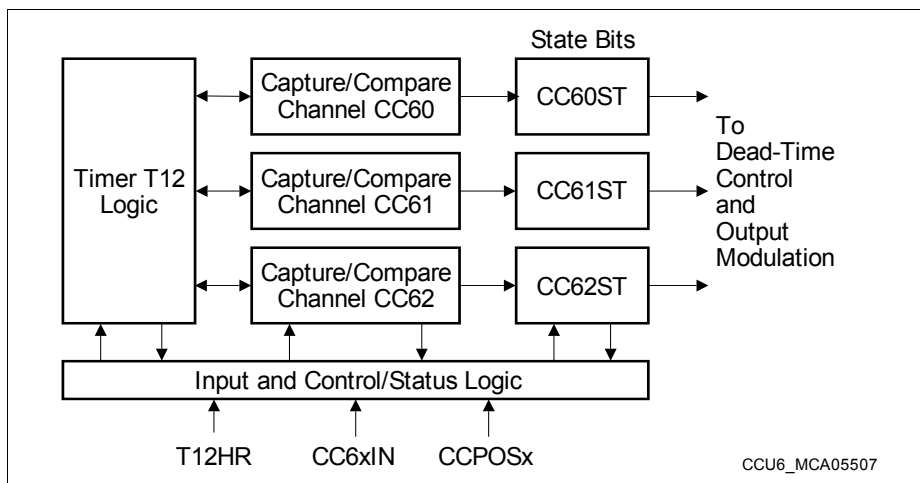 State Bits
Timer T12
Logic
Capture/Compare
Channel CC60
CC60ST
Capture/Compare
Channel CC61
CC61ST
Capture/Compare
Channel CC62
CC62ST
To
Dead-Time
Control
and
Output
Modulation
Input and Control/Status Logic
T12HR
CC6xIN
CCPOSx
CCU6_MCA05507